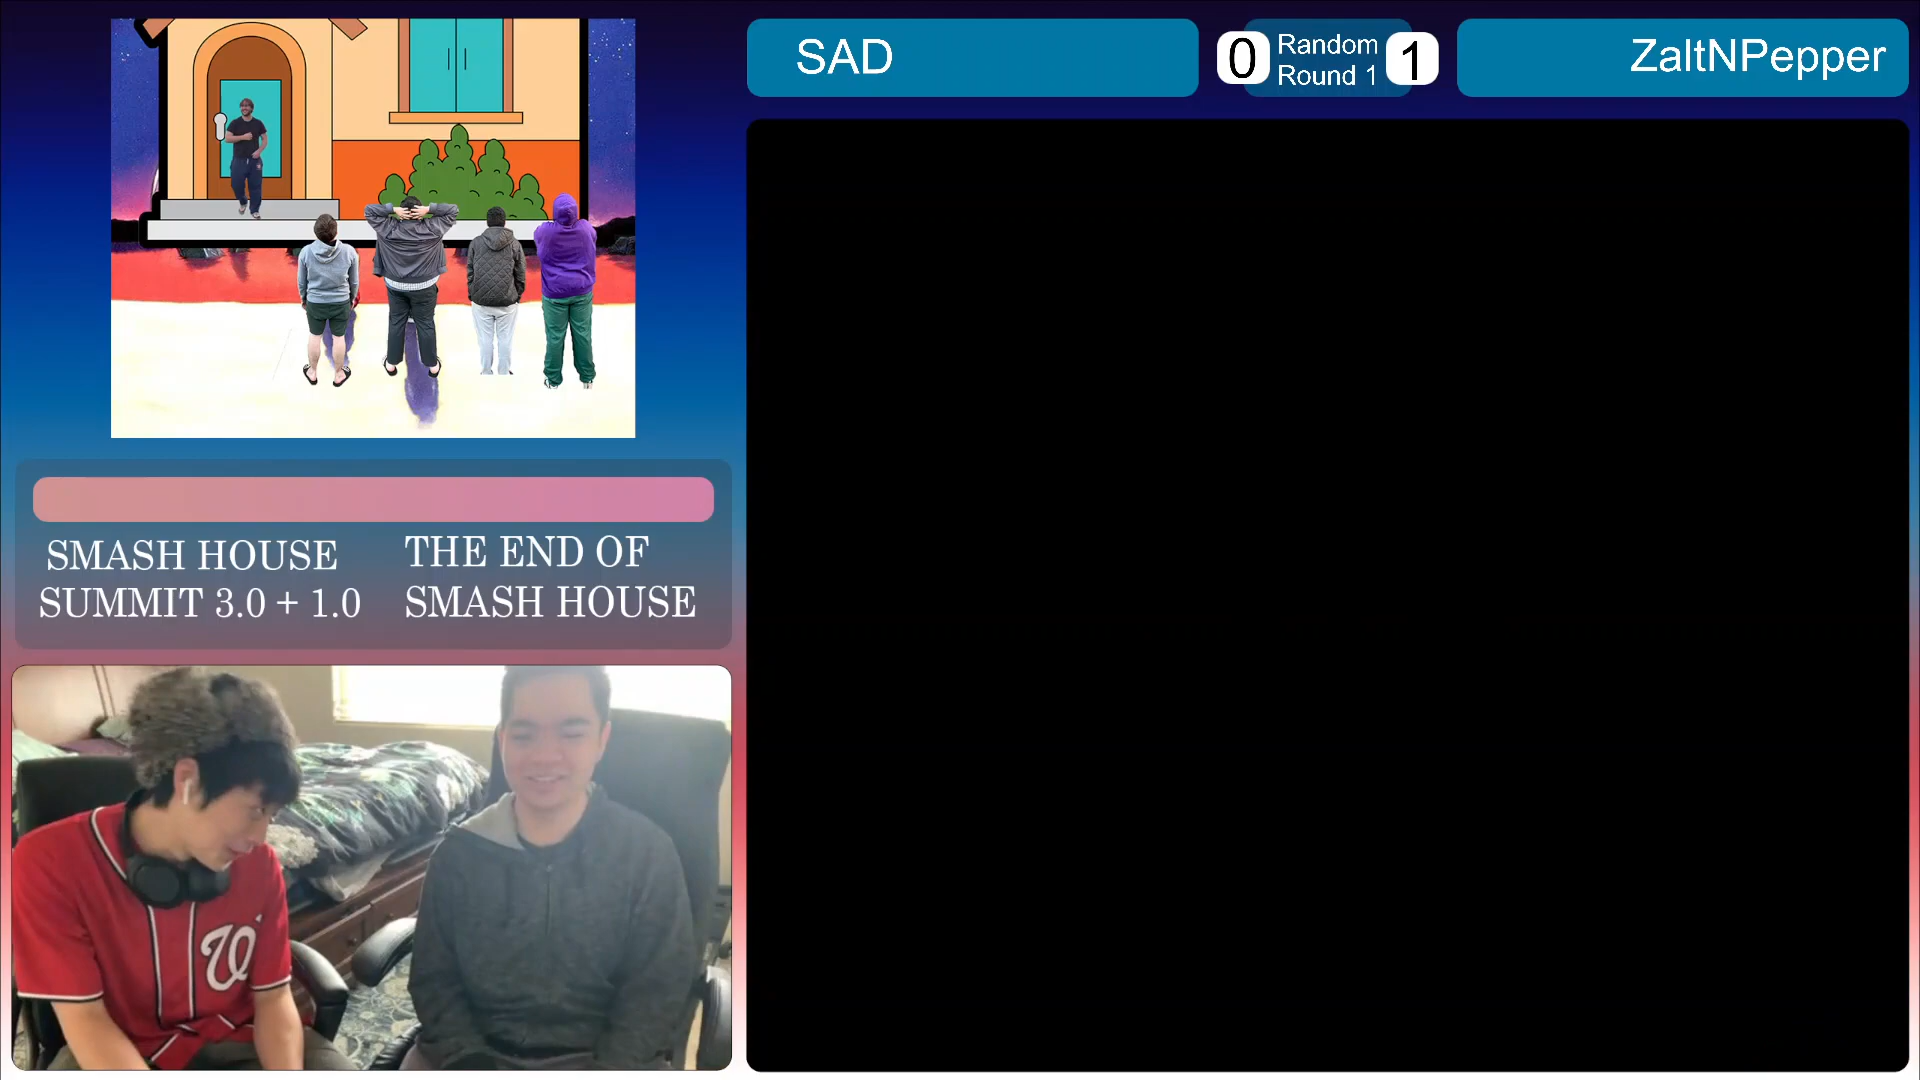 SAD
0
Random
Round 1
1
ZaltNPepper
SMASH HOUSE
SUMMIT 3.0 + 1.0
THE END OF
SMASH HOUSE
W